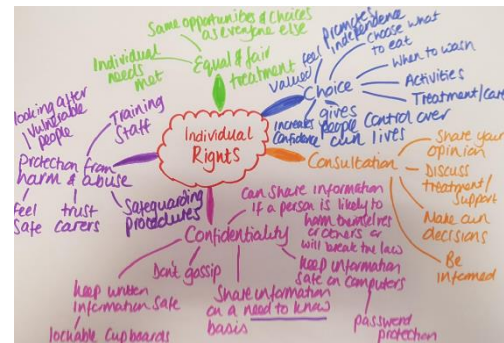 Individual
Rights
Same opportunities & choices
as everyone else
Individual
needs
met
Equal & fair
treatment
Choice
valued
feel
promotes
independence
choose what
to eat
When to wash
Activities
Treatment/care
gives
people control over
own lives
increases
confidence
Consultation
Share your
opinion
Discuss
treatment/
support
Make own
decisions
Be
informed
Confidentiality
Can share information
if a person is likely to
harm themselves
or others or
will break the law
keep information
safe on computers
password
protection
Share information
on a need to know
basis
Don't gossip
keep written
information safe
lockable cupboards
Protection from
harm & abuse
looking after
vulnerable
people
Training
Staff
Safeguarding
procedures
trust
carers
feel
safe